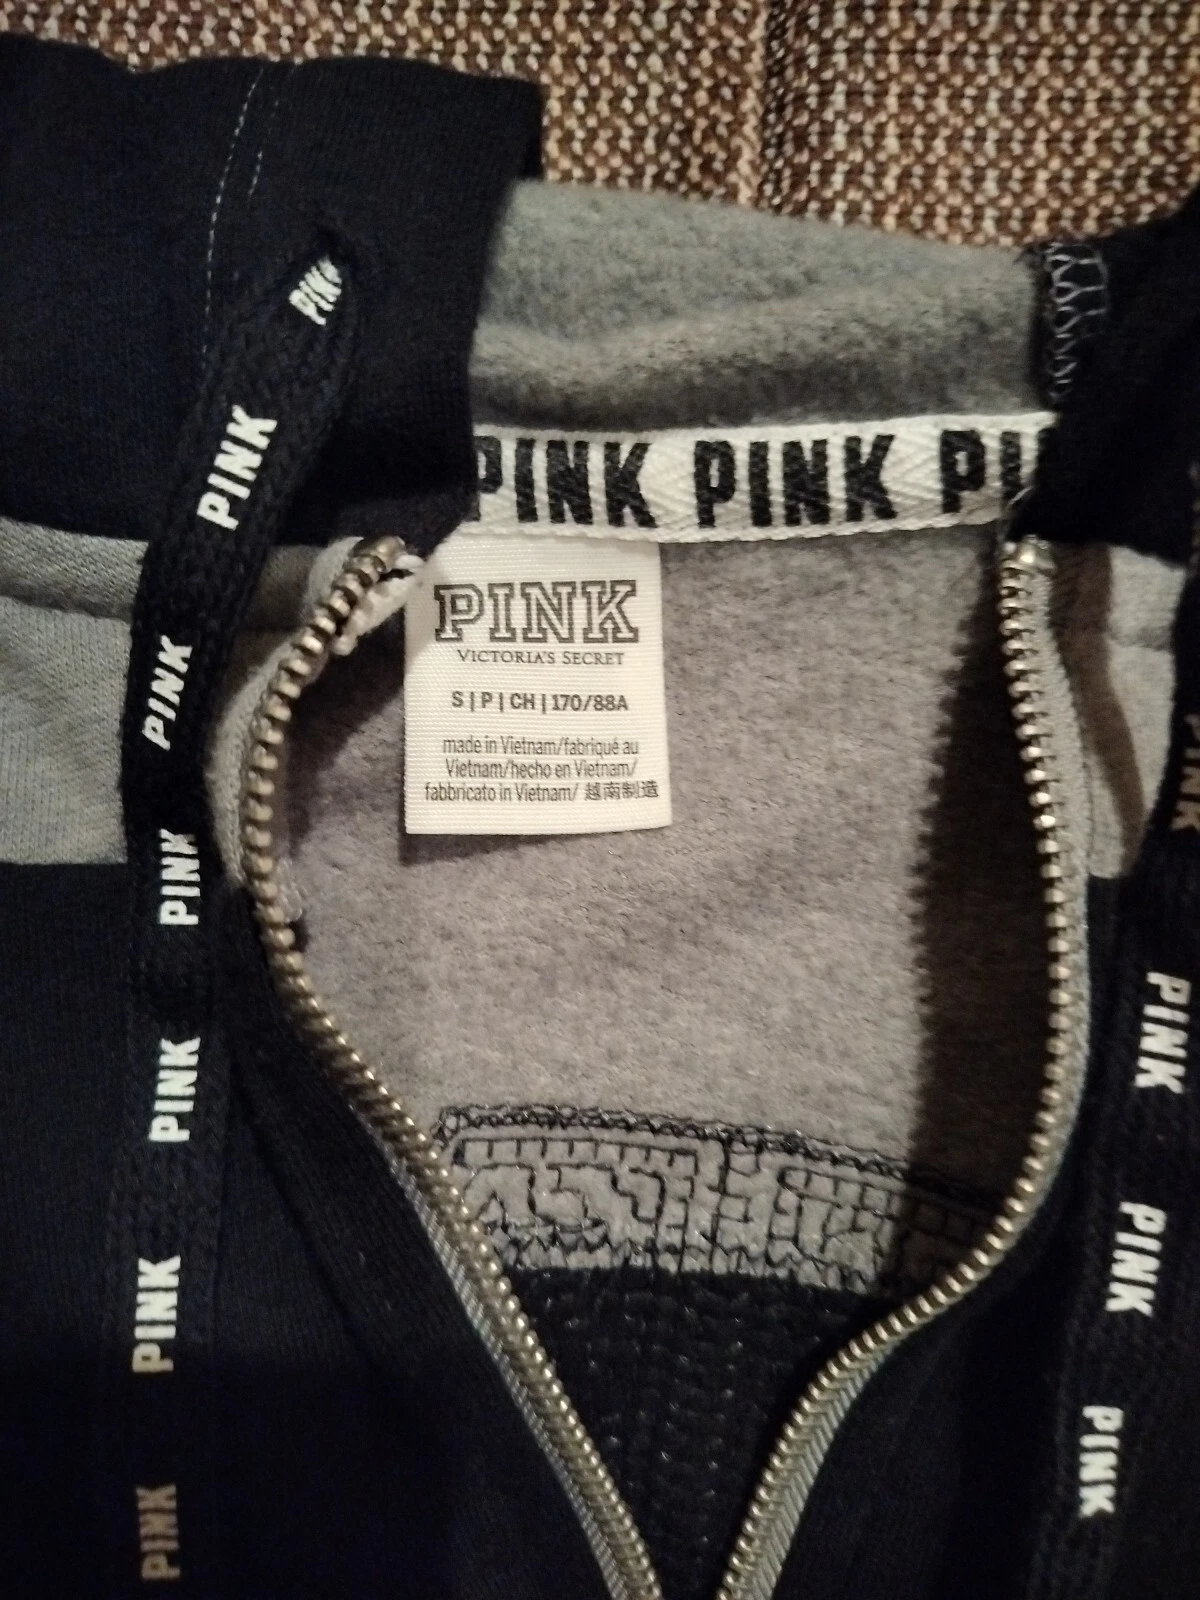 PINK
PINK
PINK PINK PI
PINK
VICTORIA'S SECRET
S | P | CH | 170/88A
made in Vietnam/fabriqué au
Vietnam/hecho en Vietnam/
fabbricato in Vietnam/ 越南制造
PINK
PINK
PINK
PINK
PINK
PINK
PINK
PINK